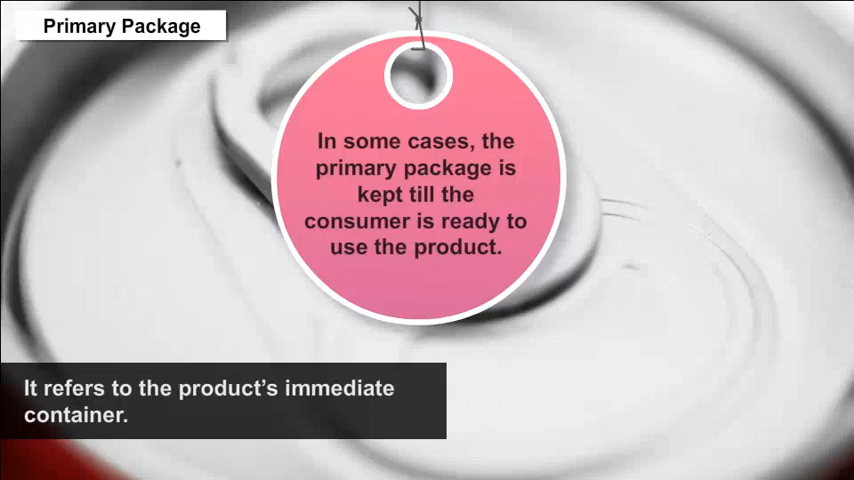 Primary Package
In some cases, the
primary package is
kept till the
consumer is ready to
use the product.
It refers to the product’s immediate
container.